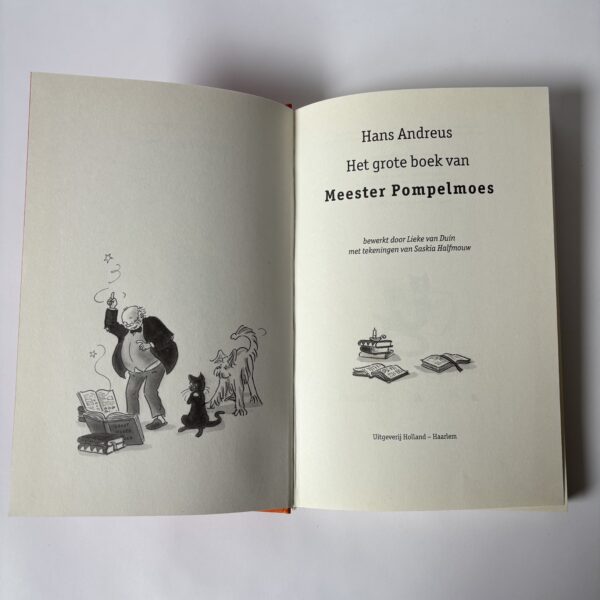 Hans Andreus
Het grote boek van
Meester Pompelmoes
bewerkt door Lieke van Duin
met tekeningen van Saskia Halfmouw
Uitgeverij Holland – Haarlem